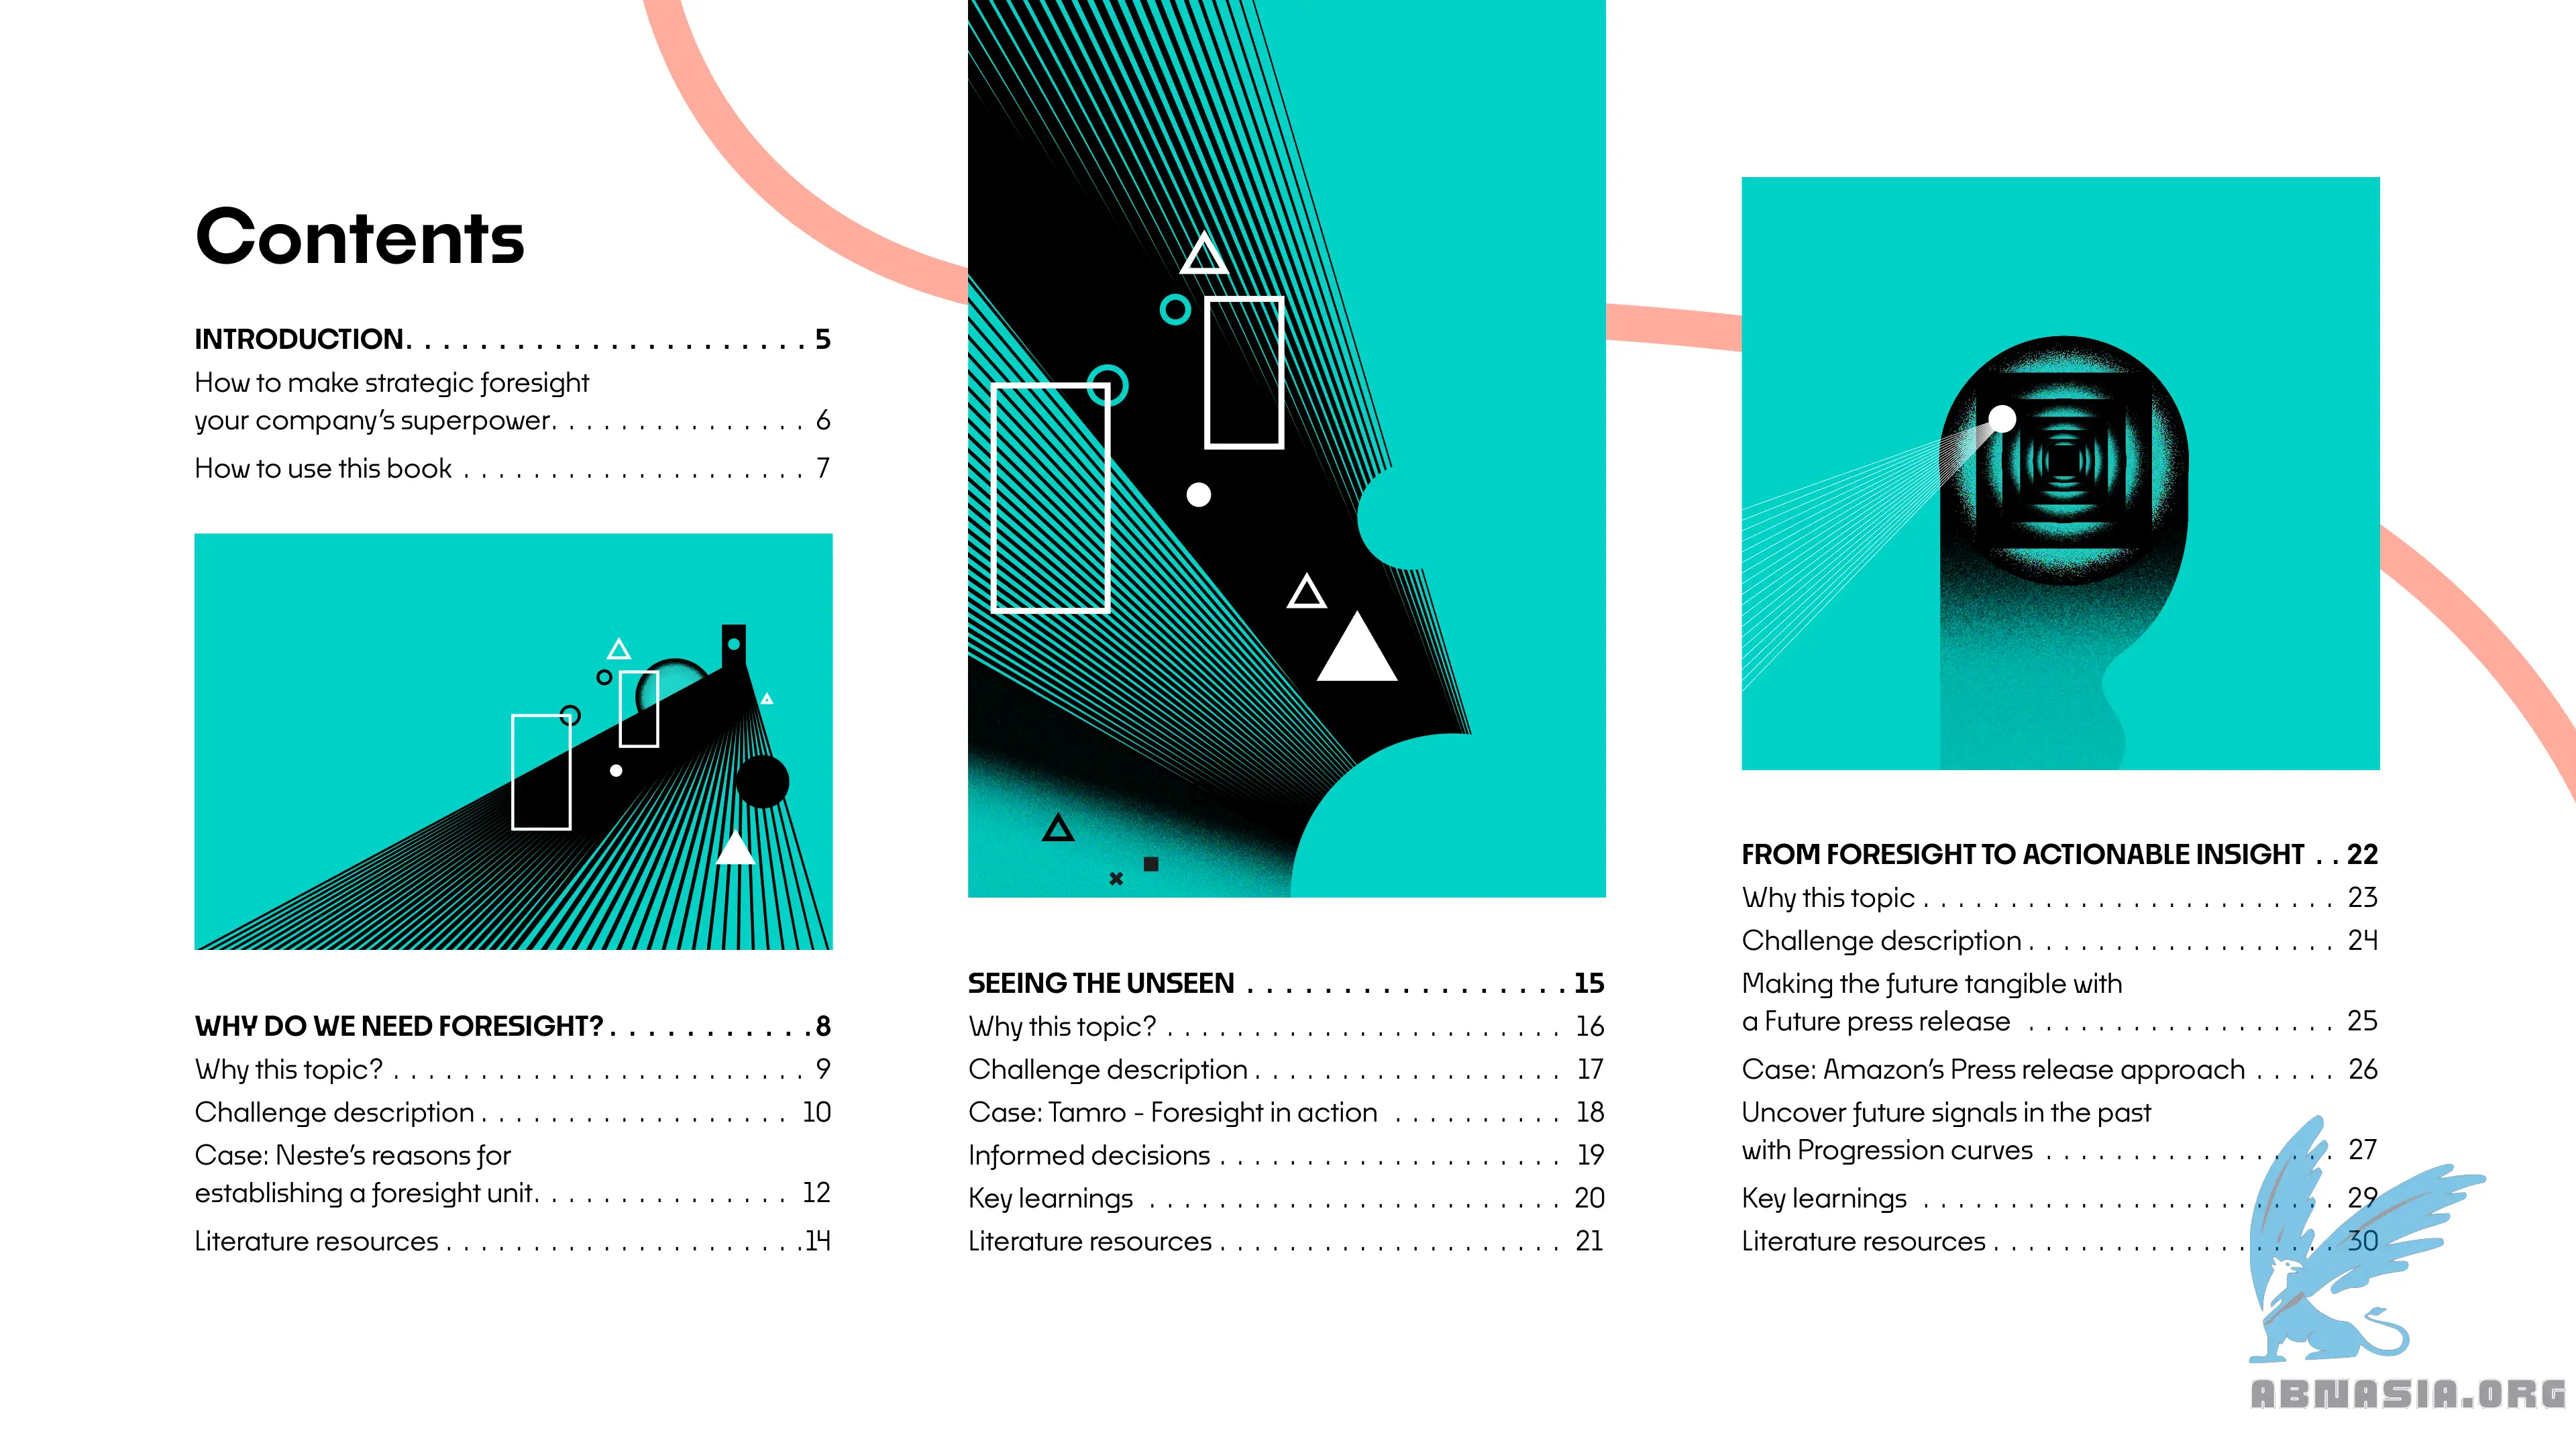 Contents
INTRODUCTION. . . . . . . . . . . . . . . . . . . . . . 5
How to make strategic foresight
your company's superpower. . . . . . . . . . . . . . . 6
How to use this book . . . . . . . . . . . . . . . . . . . . 7
WHY DO WE NEED FORESIGHT? . . . . . . . . . . . 8
Why this topic? . . . . . . . . . . . . . . . . . . . . . . . . 9
Challenge description . . . . . . . . . . . . . . . . . . 10
Case: Neste's reasons for
establishing a foresight unit. . . . . . . . . . . . . . . 12
Literature resources . . . . . . . . . . . . . . . . . . . . .14
SEEING THE UNSEEN . . . . . . . . . . . . . . . . . 15
Why this topic? . . . . . . . . . . . . . . . . . . . . . . . 16
Challenge description . . . . . . . . . . . . . . . . . . 17
Case: Tamro - Foresight in action . . . . . . . . . . 18
Informed decisions . . . . . . . . . . . . . . . . . . . . 19
Key learnings . . . . . . . . . . . . . . . . . . . . . . . . 20
Literature resources . . . . . . . . . . . . . . . . . . . . 21
FROM FORESIGHT TO ACTIONABLE INSIGHT . . 22
Why this topic . . . . . . . . . . . . . . . . . . . . . . . . 23
Challenge description . . . . . . . . . . . . . . . . . . 24
Making the future tangible with
a Future press release . . . . . . . . . . . . . . . . . . 25
Case: Amazon's Press release approach . . . . . 26
Uncover future signals in the past
with Progression curves . . . . . . . . . . . . . . . . . 27
Key learnings . . . . . . . . . . . . . . . . . . . . . . . . 29
Literature resources . . . . . . . . . . . . . . . . . . . . 30
ABNASIA.ORG